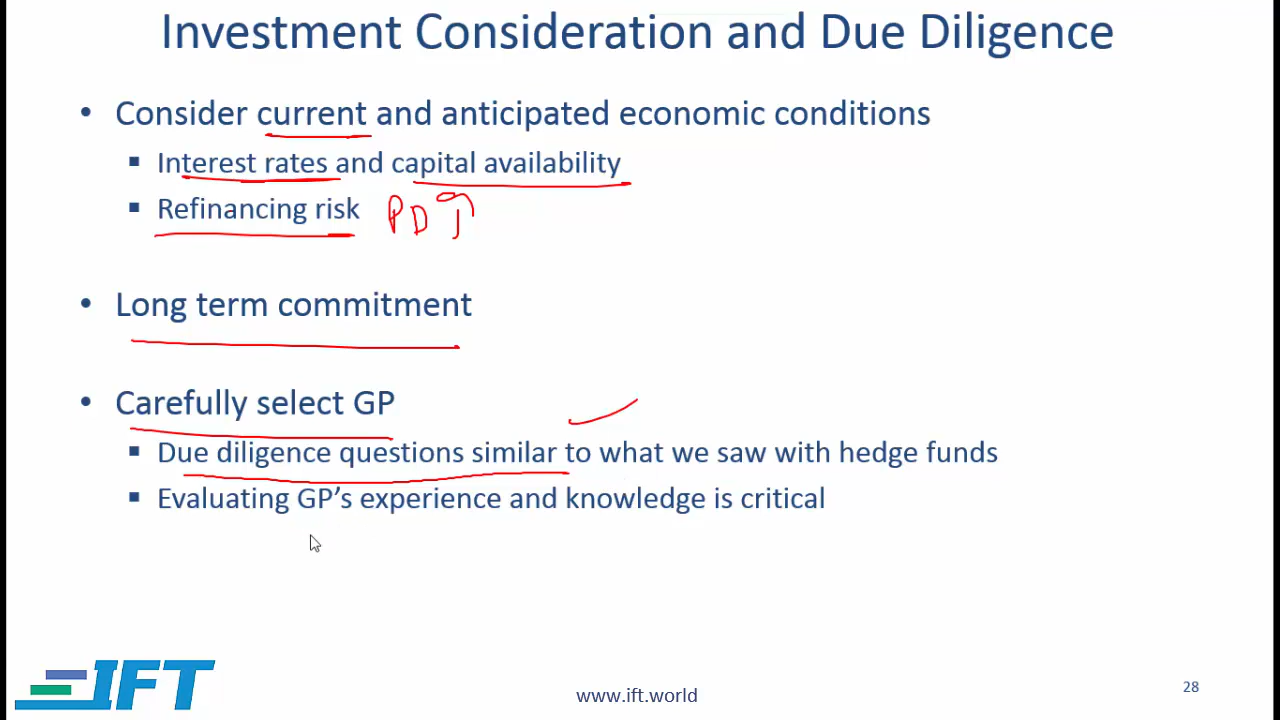 Investment Consideration and Due Diligence
• Consider current and anticipated economic conditions
▪ Interest rates and capital availability
▪ Refinancing risk PD↑
• Long term commitment
• Carefully select GP
▪ Due diligence questions similar to what we saw with hedge funds
▪ Evaluating GP’s experience and knowledge is critical
IFT
www.ift.world
28